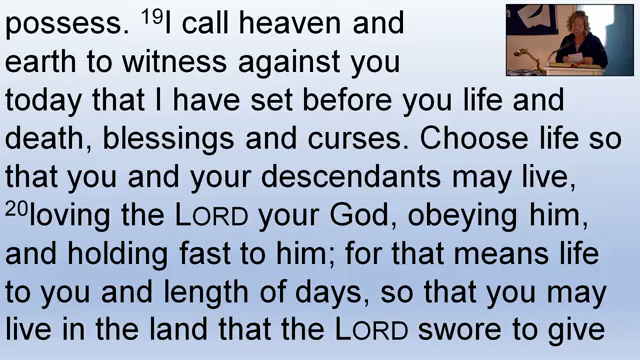 possess. ¹⁹I call heaven and
earth to witness against you
today that I have set before you life and
death, blessings and curses. Choose life so
that you and your descendants may live,
²⁰loving the LORD your God, obeying him,
and holding fast to him; for that means life
to you and length of days, so that you may
live in the land that the LORD swore to give